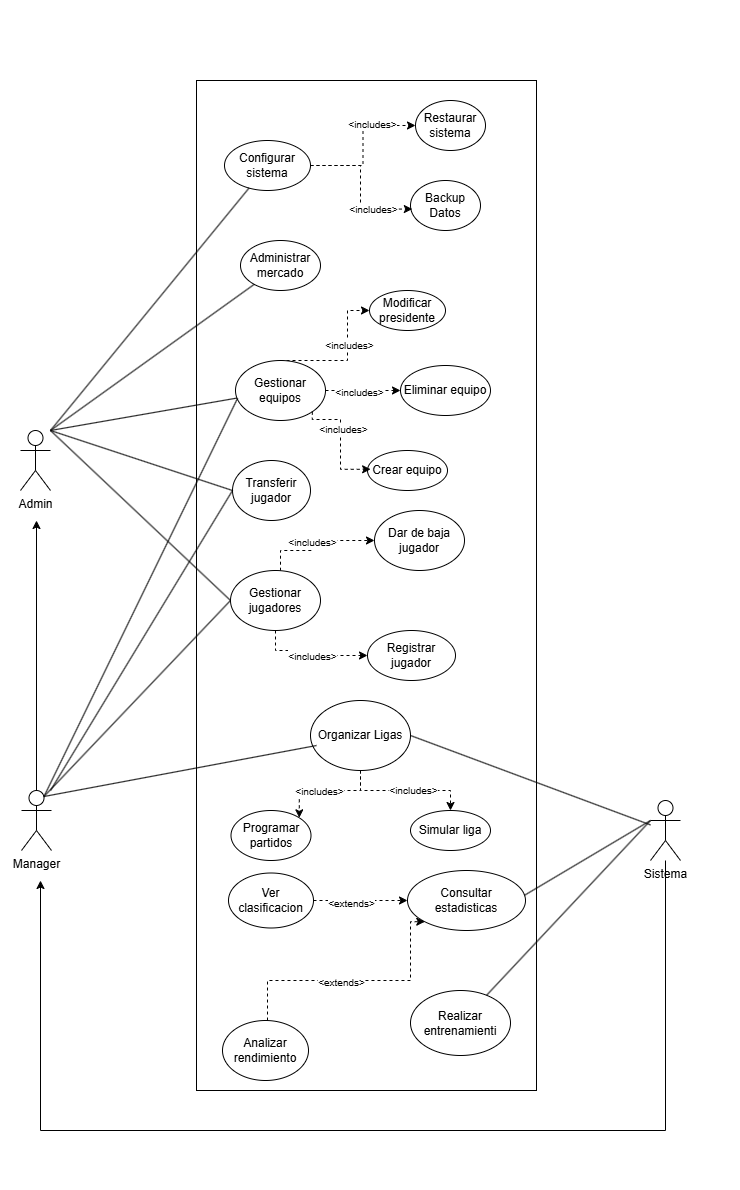 <includes>
Restaurar
sistema
Configurar
sistema
<includes>
Backup
Datos
Administrar
mercado
Modificar
presidente
<includes>
Gestionar
equipos
<includes>
Eliminar equipo
<includes>
Crear equipo
Admin
Transferir
jugador
<includes>
Dar de baja
jugador
Gestionar
jugadores
<includes>
Registrar
jugador
Organizar Ligas
<includes>
<includes>
Programar
partidos
Simular liga
Manager
Sistema
Ver
clasificacion
<extends>
Consultar
estadisticas
<extends>
Realizar
entrenamienti
Analizar
rendimiento